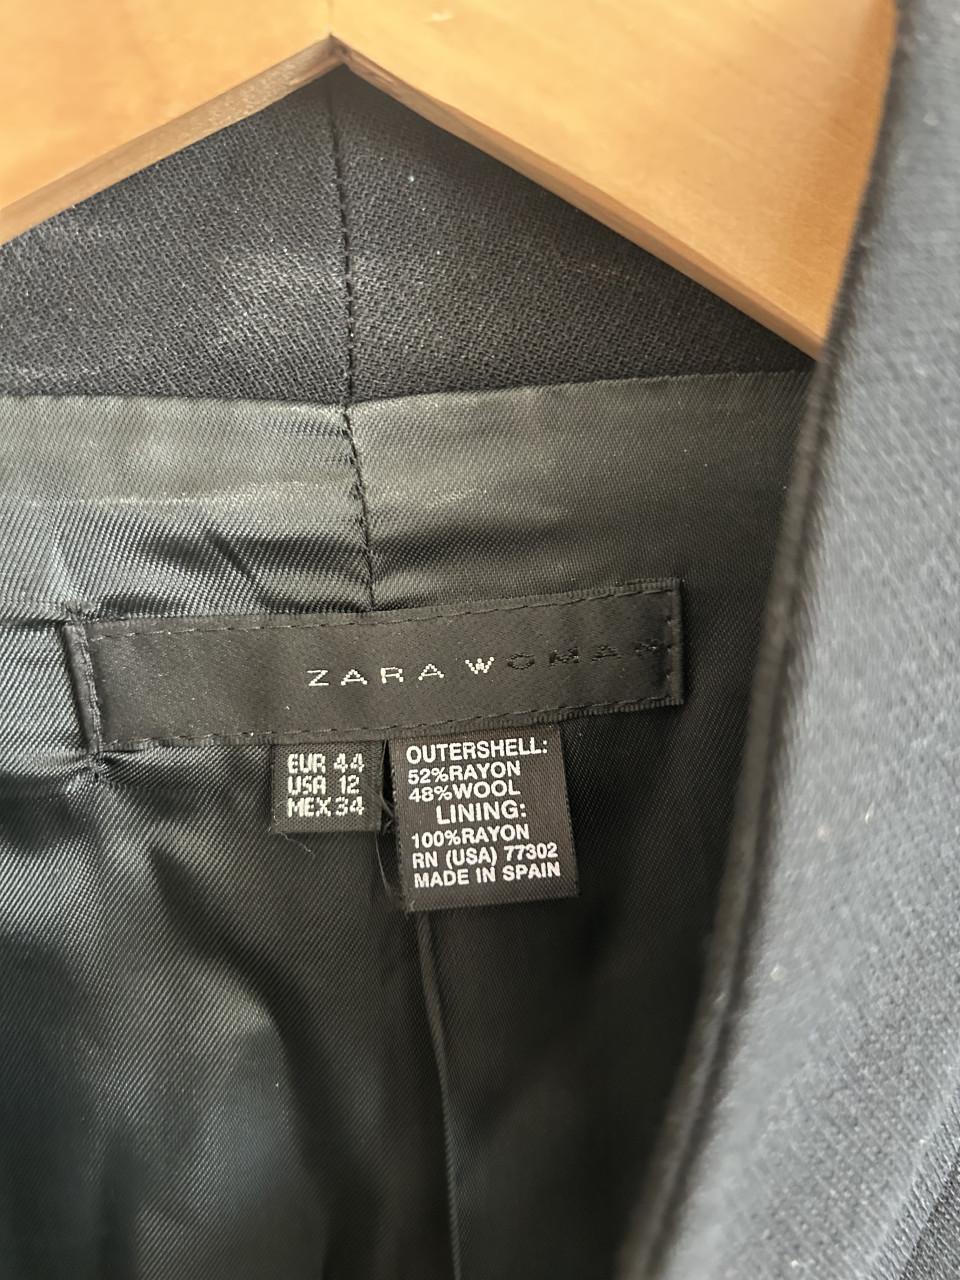 ZARA WOMAN
EUR 44
USA 12
MEX 34
OUTERSHELL:
52%RAYON
48%WOOL
LINING:
100%RAYON
RN (USA) 77302
MADE IN SPAIN